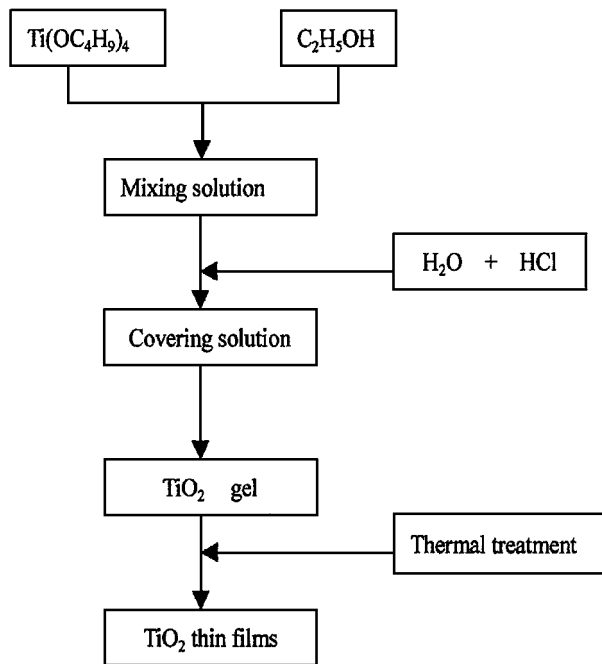 Ti(OC₄H₉)₄
C₂H₅OH
Mixing solution
H₂O + HCl
Covering solution
TiO₂ gel
Thermal treatment
TiO₂ thin films